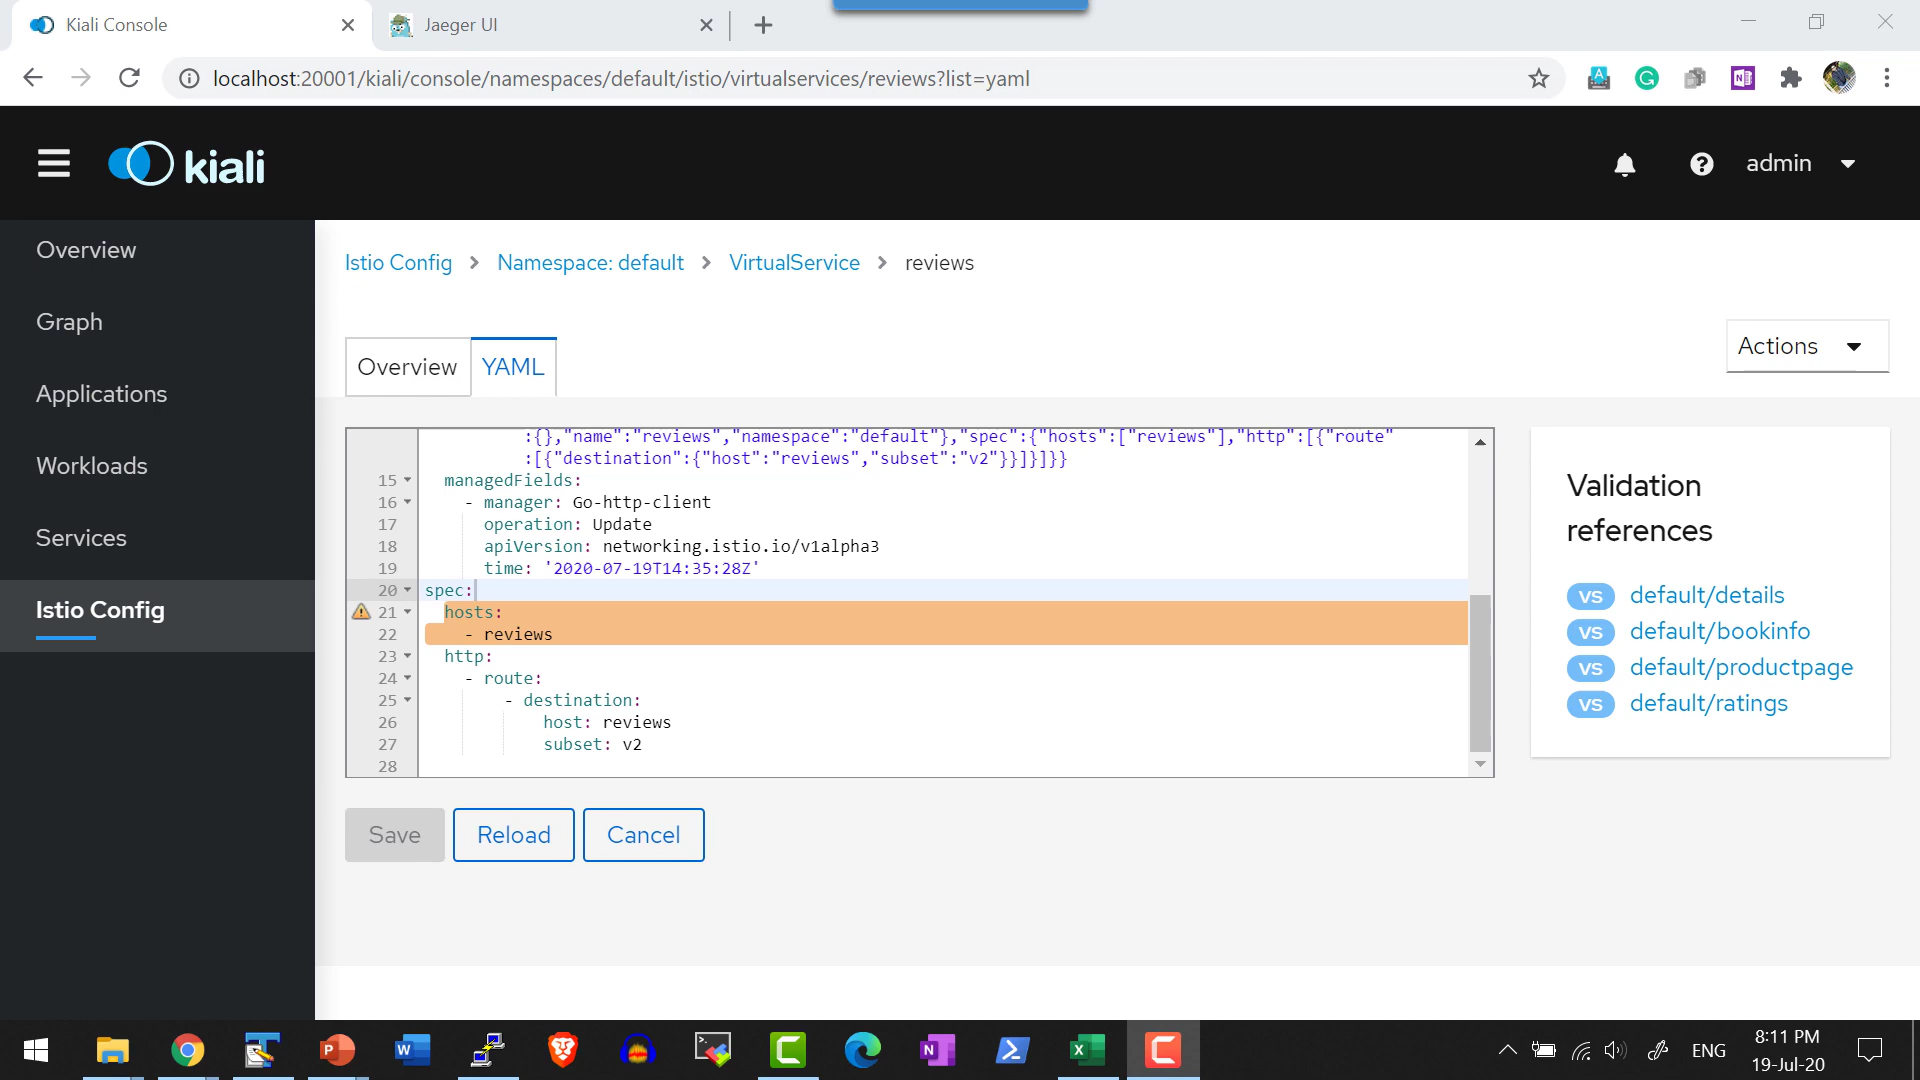 Kiali Console
Jaeger UI
localhost:20001/kiali/console/namespaces/default/istio/virtualservices/reviews?list=yaml
kiali
admin
Overview
Graph
Applications
Workloads
Services
Istio Config
Istio Config > Namespace: default > VirtualService > reviews
Actions
Overview
YAML
:{},"name":"reviews","namespace":"default"},"spec":{"hosts":["reviews"],"http":[{"route"
:[{"destination":{"host":"reviews","subset":"v2"}}]}]}}
15 managedFields:
16 - manager: Go-http-client
17 operation: Update
18 apiVersion: networking.istio.io/v1alpha3
19 time: '2020-07-19T14:35:28Z'
20 spec:
21 hosts:
22 - reviews
23 http:
24 - route:
25 - destination:
26 host: reviews
27 subset: v2
28
Save
Reload
Cancel
Validation
references
VS default/details
VS default/bookinfo
VS default/productpage
VS default/ratings
ENG
8:11 PM
19-Jul-20